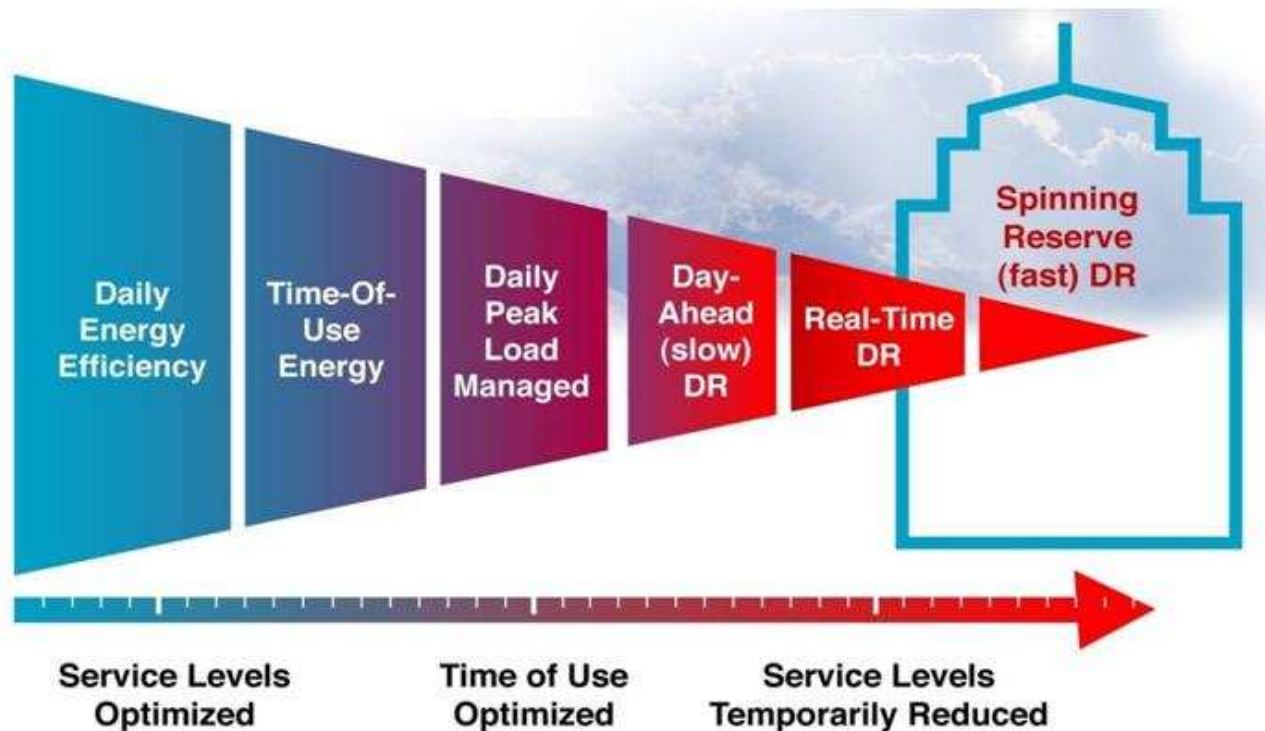 Daily
Energy
Efficiency
Time-Of-
Use
Energy
Daily
Peak
Load
Managed
Day-
Ahead
(slow)
DR
Real-Time
DR
Spinning
Reserve
(fast) DR
Service Levels
Optimized
Time of Use
Optimized
Service Levels
Temporarily Reduced